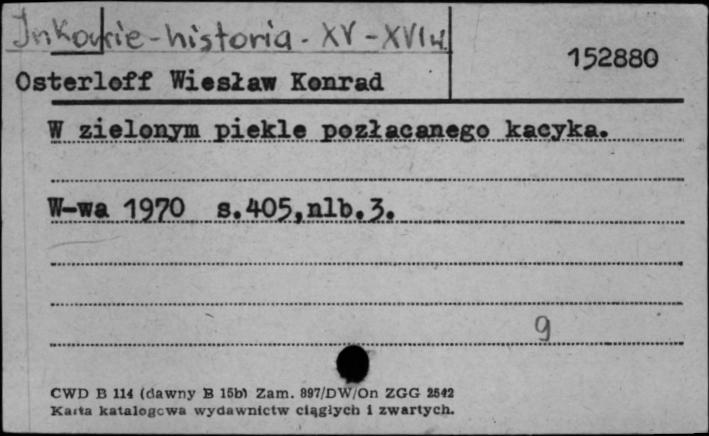 Inkowie - historia - XV - XVI w.
152880
Osterloff Wiesław Konrad
W zielonym piekle pozłacanego kacyka.
W-wa 1970 s.405,nlb.3.
9
CWD B 114 (dawny B 15b) Zam. 897/DW/On ZGG 2542
Karta katalogowa wydawnictw ciągłych i zwartych.